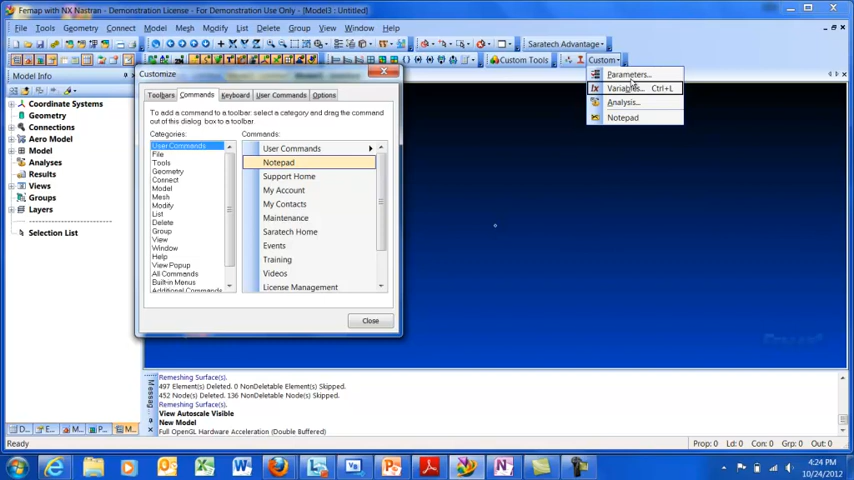 Femap with NX Nastran - Demonstration License - For Demonstration Use Only - [Model3 : Untitled]
File Tools Geometry Connect Model Mesh Modify List Delete Group View Window Help
Saratech Advantage
Custom Tools
Custom
Model Info
Coordinate Systems
Geometry
Connections
Aero Model
Model
Analyses
Results
Views
Groups
Layers
Selection List
Customize
Toolbars Commands Keyboard User Commands Options
To add a command to a toolbar: select a category and drag the command
out of this dialog box to a toolbar.
Categories:
User Commands
File
Tools
Geometry
Connect
Model
Mesh
Modify
List
Delete
Group
View
Window
Help
View Popup
All Commands
Built-in Menus
Additional Commands
Commands:
User Commands
Notepad
Support Home
My Account
My Contacts
Maintenance
Saratech Home
Events
Training
Videos
License Management
Close
Parameters...
Variables... Ctrl+L
Analysis...
Notepad
Messag
Remeshing Surface(s).
497 Element(s) Deleted. 0 NonDeletable Element(s) Skipped.
452 Node(s) Deleted. 136 NonDeletable Node(s) Skipped.
Remeshing Surface(s).
View Autoscale Visible
New Model
Full OpenGL Hardware Acceleration (Double Buffered)
D... E... M... P... M...
Ready
Prop: 0 Ld: 0 Con: 0 Grp: 0 Out: 0
4:24 PM
10/24/2012